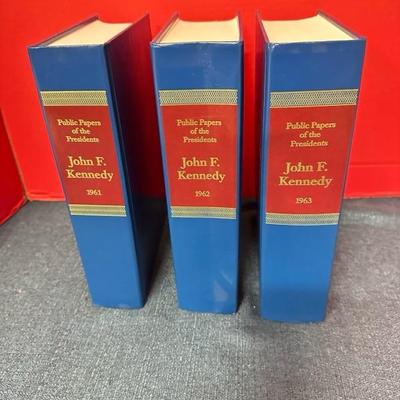 Public Papers
of the
Presidents
John F.
Kennedy
1961
Public Papers
of the
Presidents
John F.
Kennedy
1962
Public Papers
of the
Presidents
John F.
Kennedy
1963